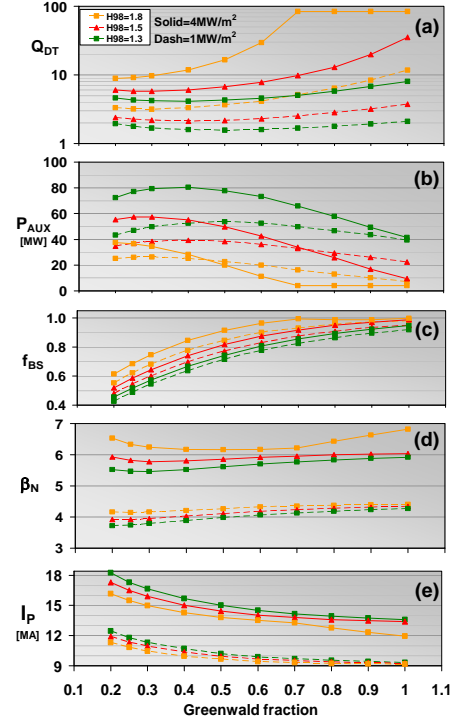 H98=1.8 Solid=4MW/m²
H98=1.5 Dash=1MW/m²
H98=1.3
(a)
Q_DT
100
10
1
(b)
P_AUX
[MW]
100
80
60
40
20
0
(c)
f_BS
1.0
0.8
0.6
0.4
(d)
β_N
7
6
5
4
3
(e)
I_P
[MA]
18
15
12
9
0.1 0.2 0.3 0.4 0.5 0.6 0.7 0.8 0.9 1 1.1
Greenwald fraction